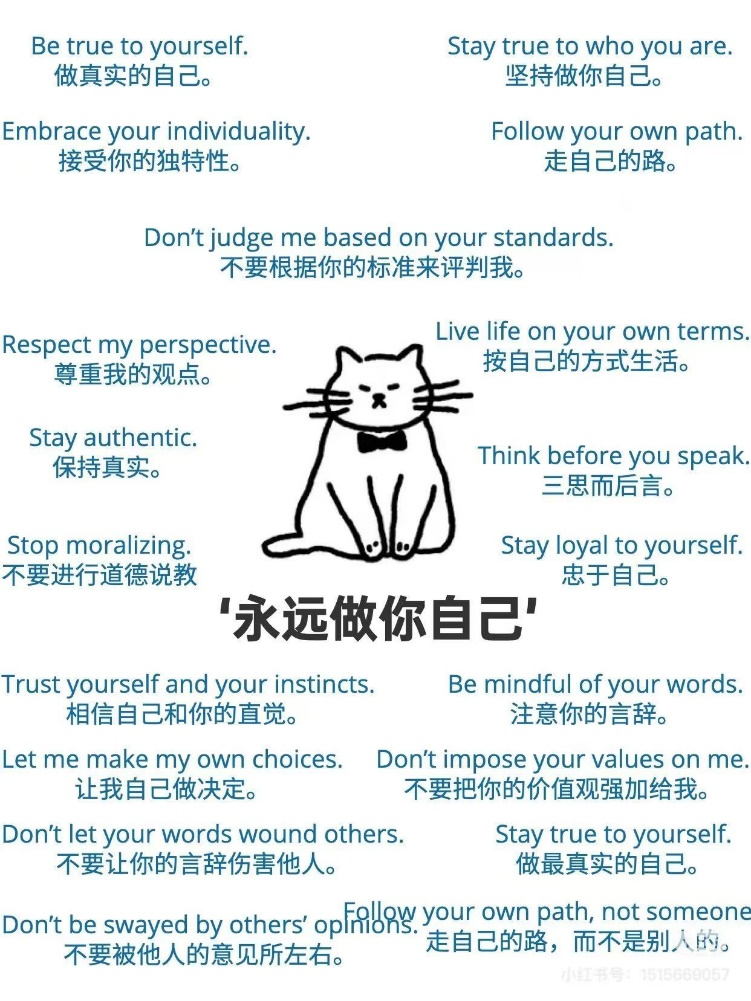 Be true to yourself.
做真实的自己。
Stay true to who you are.
坚持做你自己。
Embrace your individuality.
接受你的独特性。
Follow your own path.
走自己的路。
Don’t judge me based on your standards.
不要根据你的标准来评判我。
Respect my perspective.
尊重我的观点。
Live life on your own terms.
按自己的方式生活。
Stay authentic.
保持真实。
Think before you speak.
三思而后言。
Stop moralizing.
不要进行道德说教
Stay loyal to yourself.
忠于自己。
'永远做你自己'
Trust yourself and your instincts.
相信自己和你的直觉。
Be mindful of your words.
注意你的言辞。
Let me make my own choices.
让我自己做决定。
Don’t impose your values on me.
不要把你的价值观强加给我。
Don’t let your words wound others.
不要让你的言辞伤害他人。
Stay true to yourself.
做最真实的自己。
Don’t be swayed by others’ opinions.
不要被他人的意见所左右。
Follow your own path, not someone
走自己的路，而不是别人的。
小红书号：1515669057